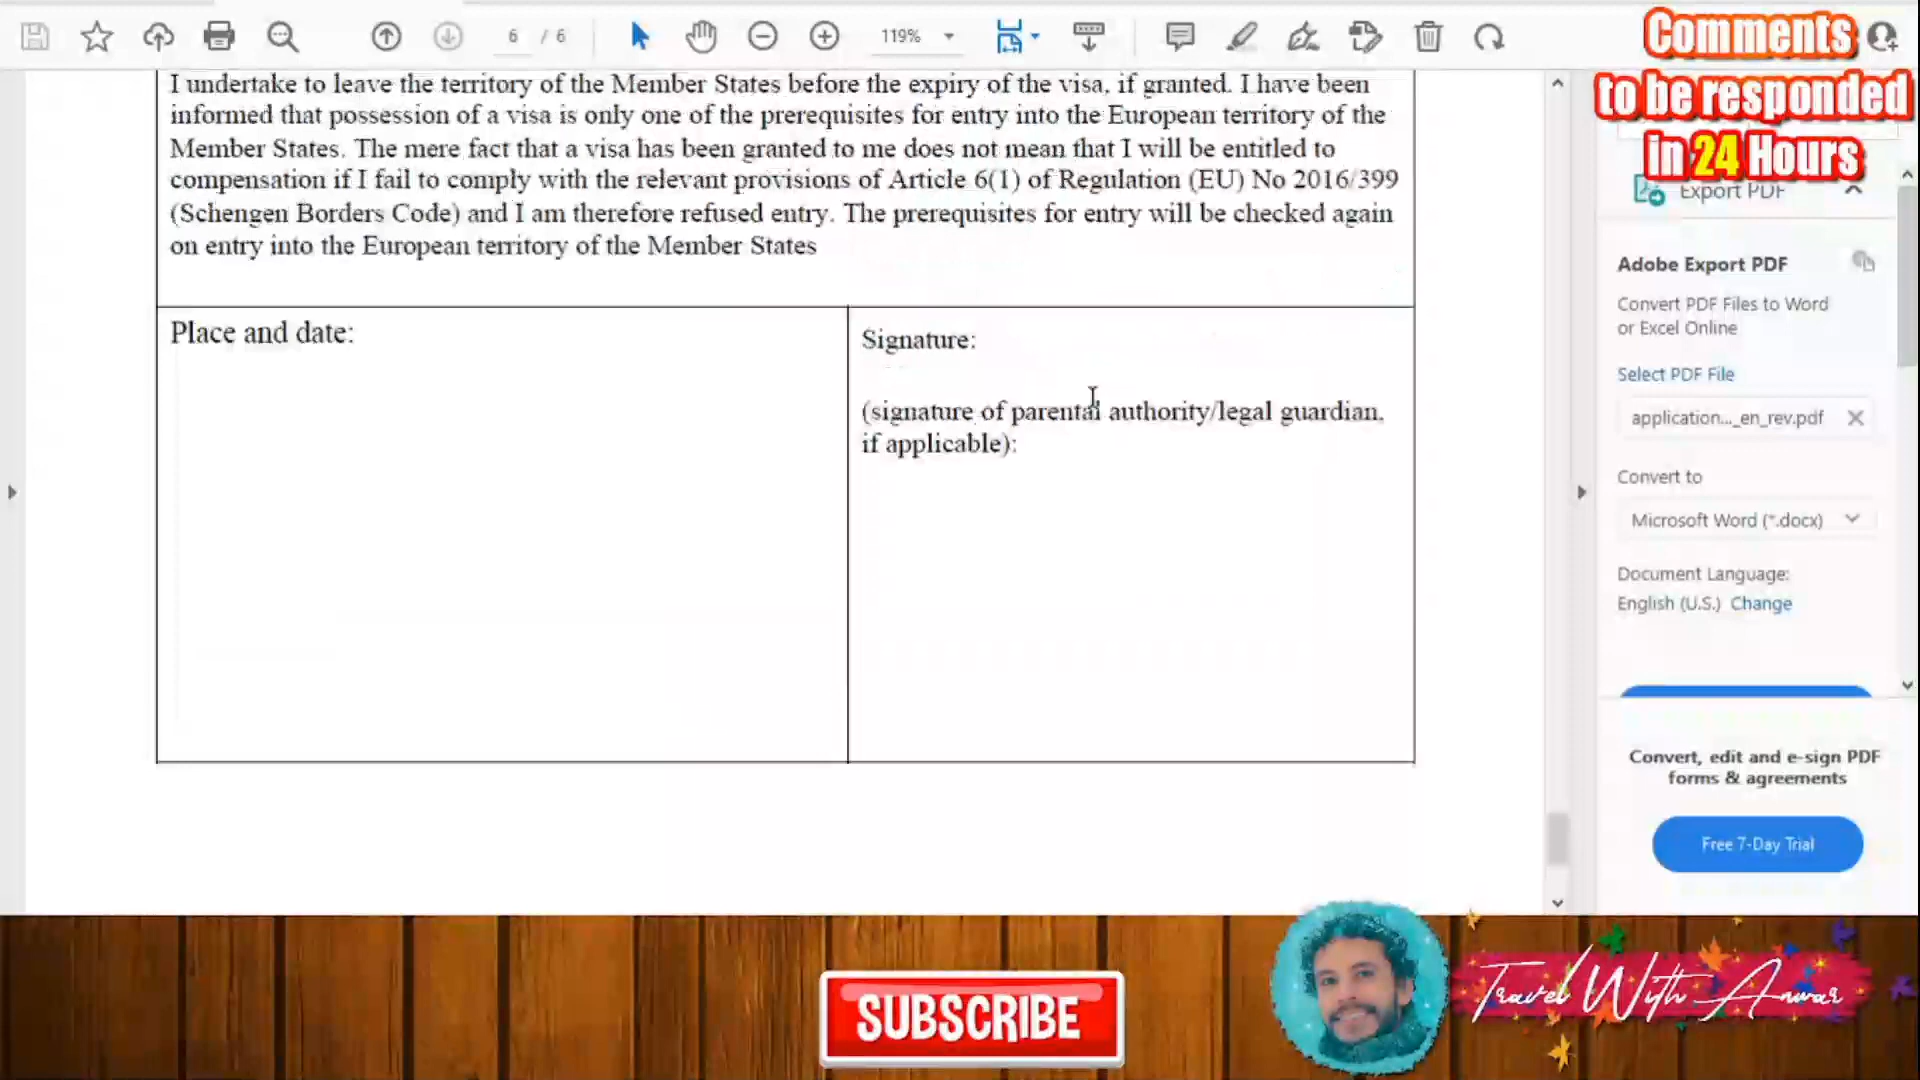 6 / 6
119%
Comments
to be responded
in 24 Hours
I undertake to leave the territory of the Member States before the expiry of the visa, if granted. I have been
informed that possession of a visa is only one of the prerequisites for entry into the European territory of the
Member States. The mere fact that a visa has been granted to me does not mean that I will be entitled to
compensation if I fail to comply with the relevant provisions of Article 6(1) of Regulation (EU) No 2016/399
(Schengen Borders Code) and I am therefore refused entry. The prerequisites for entry will be checked again
on entry into the European territory of the Member States
Place and date:
Signature:
(signature of parental authority/legal guardian,
if applicable):
Export PDF
Adobe Export PDF
Convert PDF Files to Word
or Excel Online
Select PDF File
application..._en_rev.pdf
Convert to
Microsoft Word (*.docx)
Document Language:
English (U.S.) Change
Convert, edit and e-sign PDF
forms & agreements
Free 7-Day Trial
SUBSCRIBE
Travel With Anwar